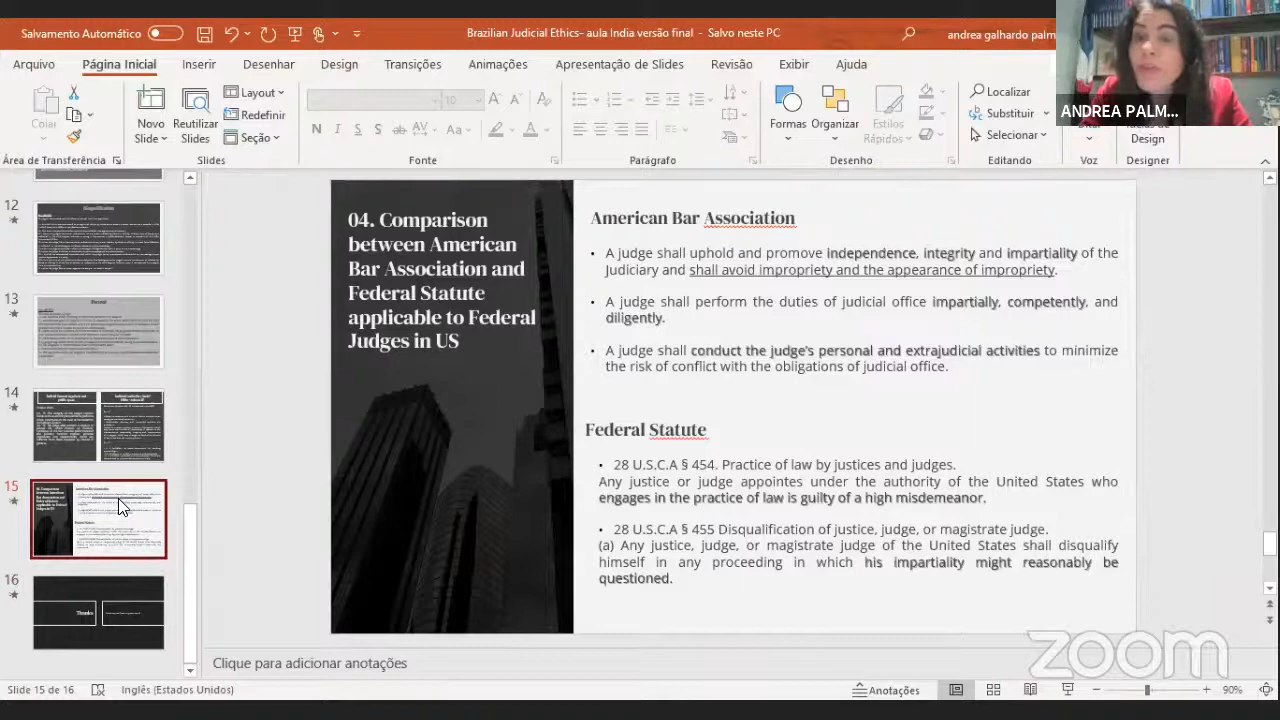 Salvamento Automático
Brazilian Judicial Ethics- aula India versão final - Salvo neste PC
andrea galhardo palm
Arquivo Página Inicial Inserir Desenhar Design Transições Animações Apresentação de Slides Revisão Exibir Ajuda
ANDREA PALM...
Colar
Novo Slide
Reutilizar Slides
Layout
Redefinir
Seção
10
N I S S AV Aa A
Formas Organizar Estilos Rápidos
Localizar
Substituir
Selecionar
Ditar
Ideias de Design
Área de Transferência Slides Fonte Parágrafo Desenho Editando Voz Designer
12
13
14
15
16
Thanks
04. Comparison
between American
Bar Association and
Federal Statute
applicable to Federal
Judges in US
American Bar Association
• A judge shall uphold and preserve independence, integrity and impartiality of the
Judiciary and shall avoid impropriety and the appearance of impropriety.
• A judge shall perform the duties of judicial office impartially, competently, and
diligently.
• A judge shall conduct the judge's personal and extrajudicial activities to minimize
the risk of conflict with the obligations of judicial office.
Federal Statute
• 28 U.S.C.A § 454. Practice of law by justices and judges.
Any justice or judge appointes under the authority of the United States who
engages in the practice of law is guilty of a high misdemeanor.
• 28 U.S.C.A § 455 Disqualification of justice, judge, or magistrate judge.
(a) Any justice, judge, or magistrate judge of the United States shall disqualify
himself in any proceeding in which his impartiality might reasonably be
questioned.
zoom
Clique para adicionar anotações
Slide 15 de 16 Inglês (Estados Unidos) Anotações 90%